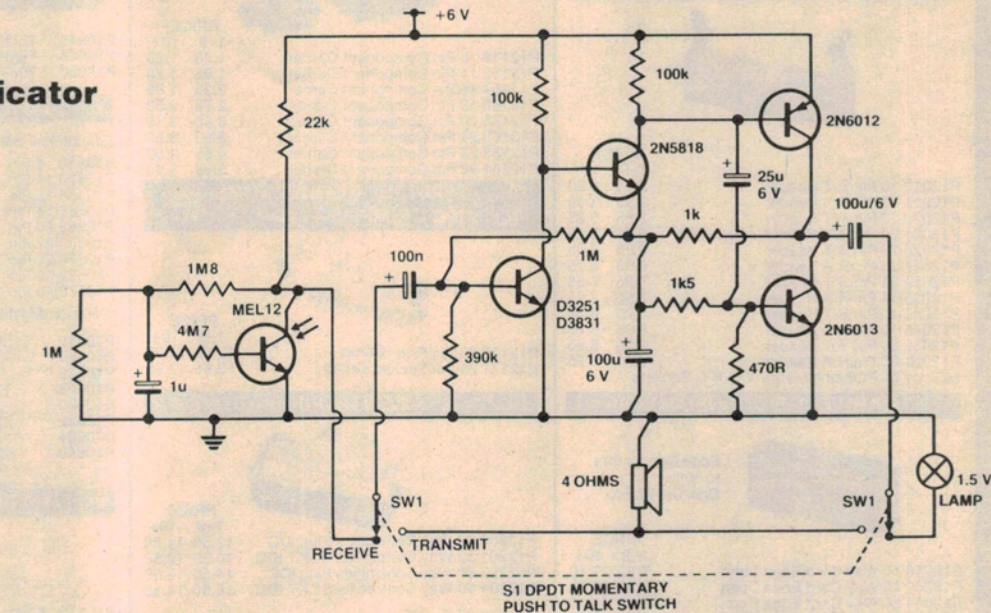 icator
+6 V
22k
100k
100k
2N5818
2N6012
+
25u
6 V
100u/6 V
+
1M
1k
1M8
MEL12
100n
+
4M7
1M
+
1u
390k
D3251
D3831
1k5
100u
6 V
+
2N6013
470R
4 OHMS
SW1
SW1
1.5 V
LAMP
RECEIVE
TRANSMIT
S1 DPDT MOMENTARY
PUSH TO TALK SWITCH